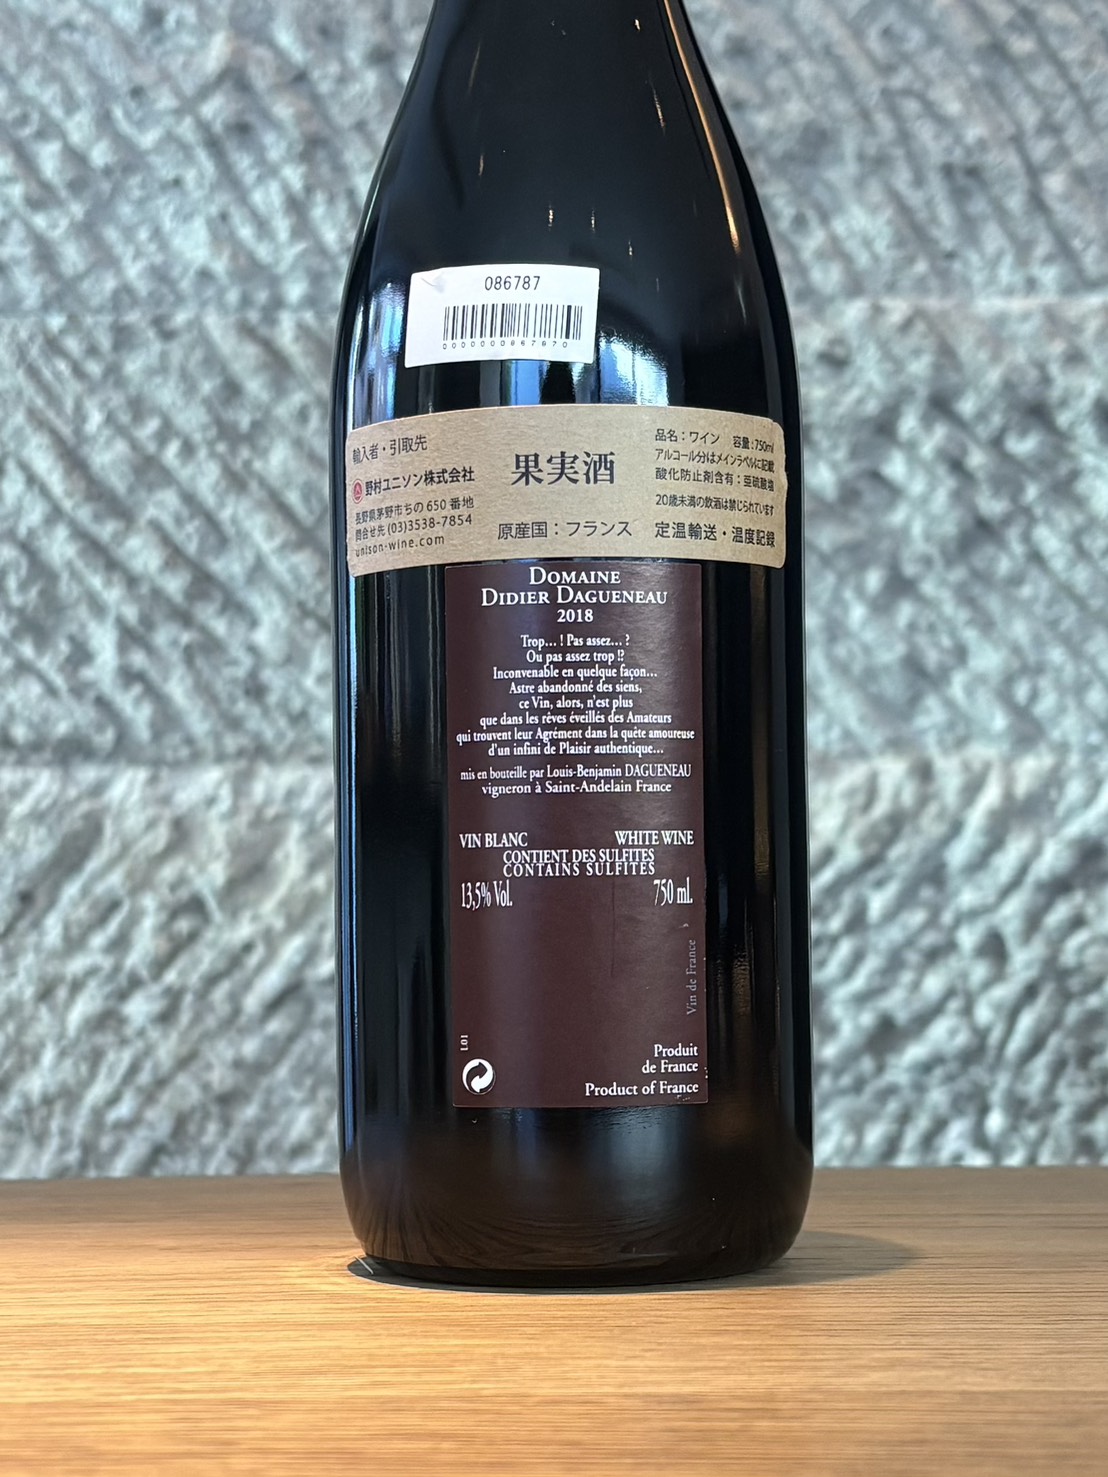 086787
0000000867870
輸入者・引取先
野村ユニソン株式会社
長野県茅野市ちの650番地
問合せ先(03)3538-7854
unison-wine.com
果実酒
原産国：フランス
品名：ワイン　容量：750ml
アルコール分はメインラベルに記載
酸化防止剤含有：亜硫酸塩
20歳未満の飲酒は禁じられています
定温輸送・温度記録
DOMAINE
DIDIER DAGUENEAU
2018
Trop... ! Pas assez... ?
Ou pas assez trop !?
Inconvenable en quelque façon...
Astre abandonné des siens,
ce Vin, alors, n'est plus
que dans les rêves éveillés des Amateurs
qui trouvent leur Agrément dans la quête amoureuse
d'un infini de Plaisir authentique...
mis en bouteille par Louis-Benjamin DAGUENEAU
vigneron à Saint-Andelain France
VIN BLANC WHITE WINE
CONTIENT DES SULFITES
CONTAINS SULFITES
13,5% Vol. 750 ml.
Vin de France
L01
Produit
de France
Product of France